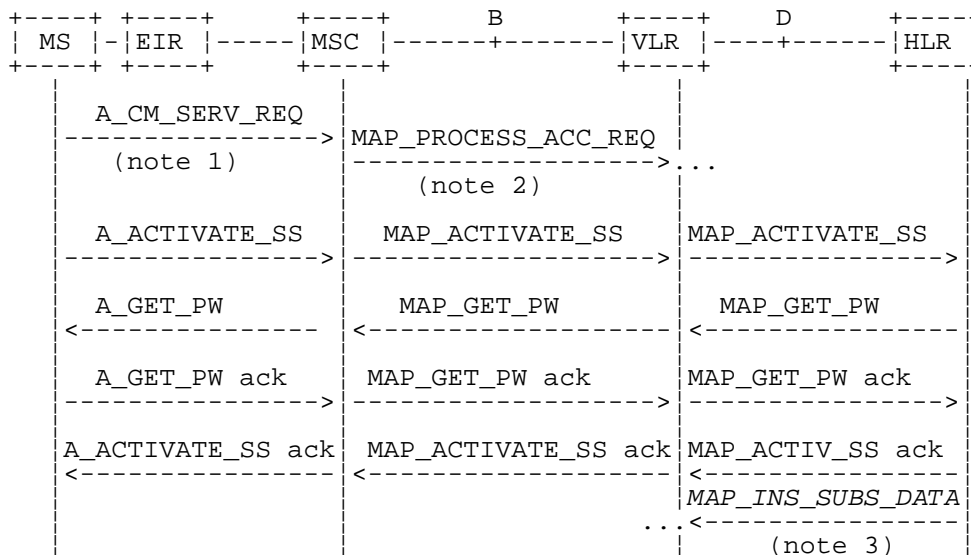 B D
MS EIR MSC VLR HLR
A_CM_SERV_REQ
MAP_PROCESS_ACC_REQ
(note 1) ...
(note 2)
A_ACTIVATE_SS MAP_ACTIVATE_SS MAP_ACTIVATE_SS
A_GET_PW MAP_GET_PW MAP_GET_PW
A_GET_PW ack MAP_GET_PW ack MAP_GET_PW ack
A_ACTIVATE_SS ack MAP_ACTIVATE_SS ack MAP_ACTIV_SS ack
MAP_INS_SUBS_DATA
...
(note 3)